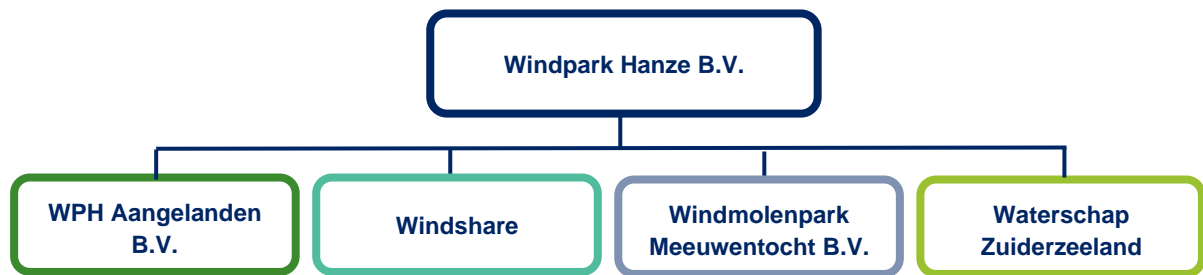 Windpark Hanze B.V.
WPH Aangelanden
B.V.
Windshare
Windmolenpark
Meeuwentocht B.V.
Waterschap
Zuiderzeeland